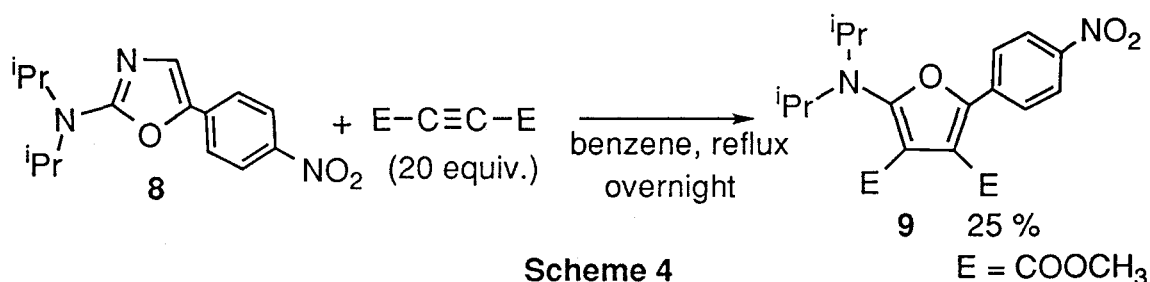 ⁱPr
N
ⁱPr
N
O
NO₂
8
+ E–C≡C–E
(20 equiv.)
benzene, reflux
overnight
ⁱPr
N
ⁱPr
O
NO₂
E E
9 25 %
E = COOCH₃
Scheme 4